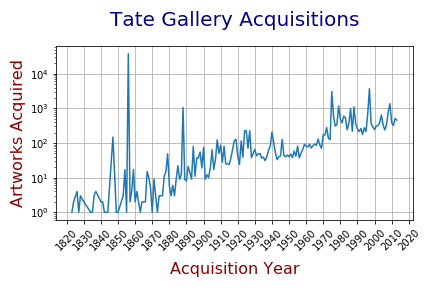 Tate Gallery Acquisitions
Artworks Acquired
10⁴
10³
10²
10¹
10⁰
1820 1830 1840 1850 1860 1870 1880 1890 1900 1910 1920 1930 1940 1950 1960 1970 1980 1990 2000 2010 2020
Acquisition Year